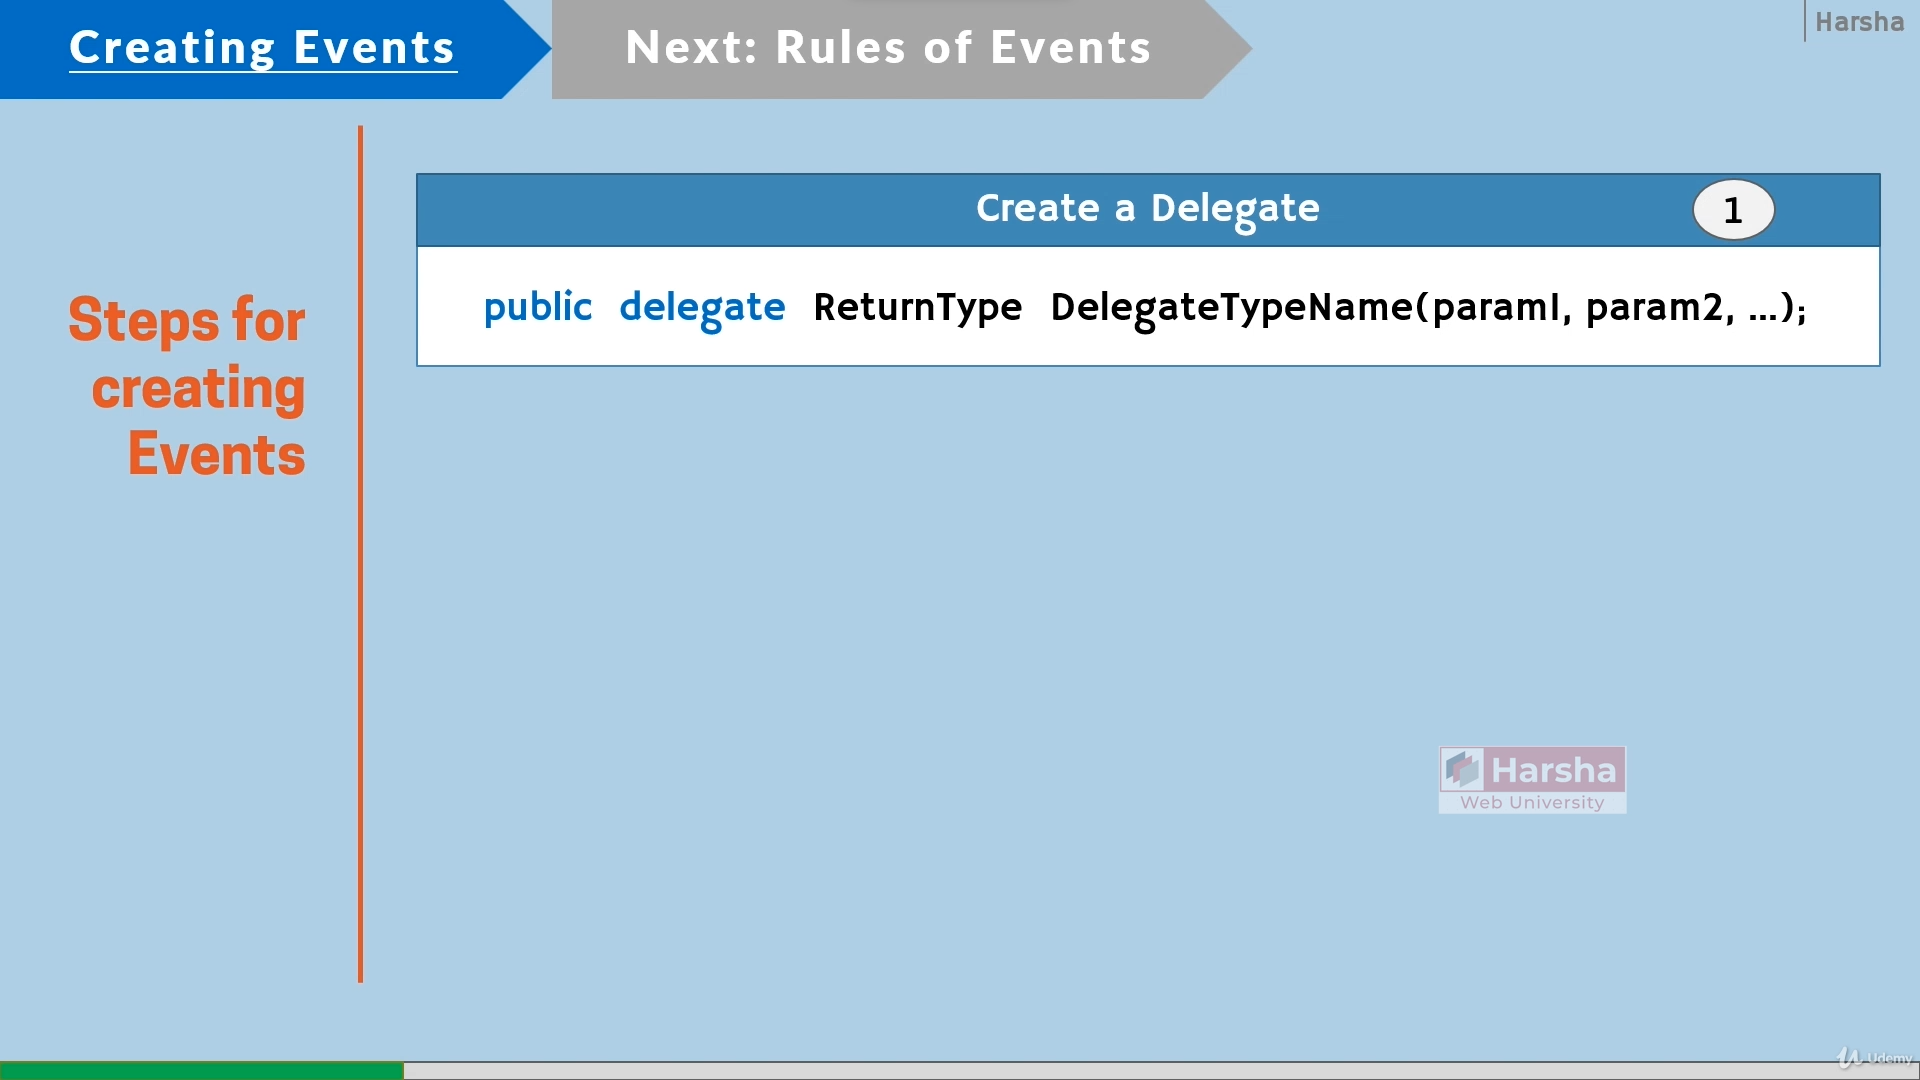 Creating Events
Next: Rules of Events
Harsha
Create a Delegate
1
public delegate ReturnType DelegateTypeName(param1, param2, ...);
Steps for
creating
Events
Harsha
Web University
Udemy